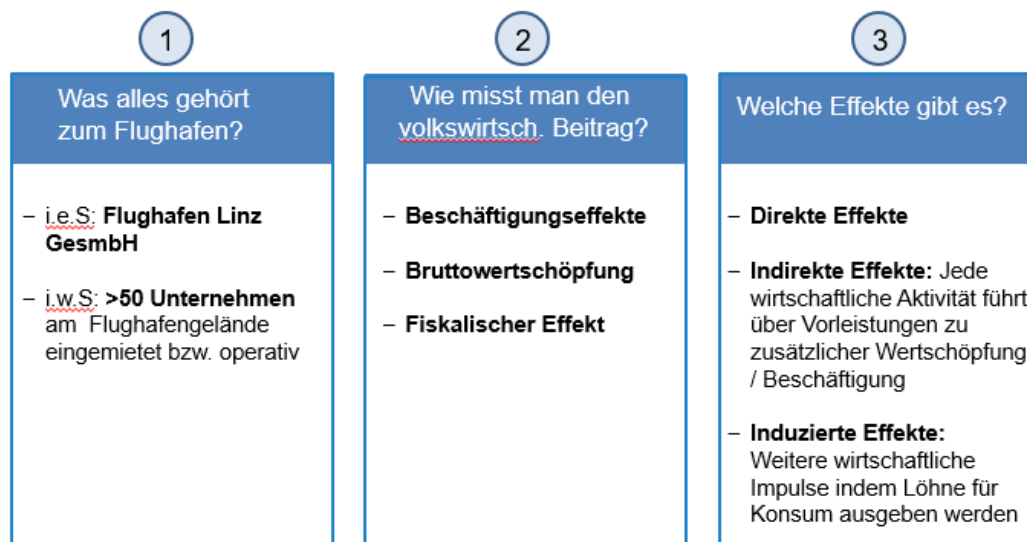 1
Was alles gehört
zum Flughafen?
– i.e.S: Flughafen Linz
GesmbH
– i.w.S: >50 Unternehmen
am Flughafengelände
eingemietet bzw. operativ
2
Wie misst man den
volkswirtsch. Beitrag?
– Beschäftigungseffekte
– Bruttowertschöpfung
– Fiskalischer Effekt
3
Welche Effekte gibt es?
– Direkte Effekte
– Indirekte Effekte: Jede
wirtschaftliche Aktivität führt
über Vorleistungen zu
zusätzlicher Wertschöpfung
/ Beschäftigung
– Induzierte Effekte:
Weitere wirtschaftliche
Impulse indem Löhne für
Konsum ausgeben werden